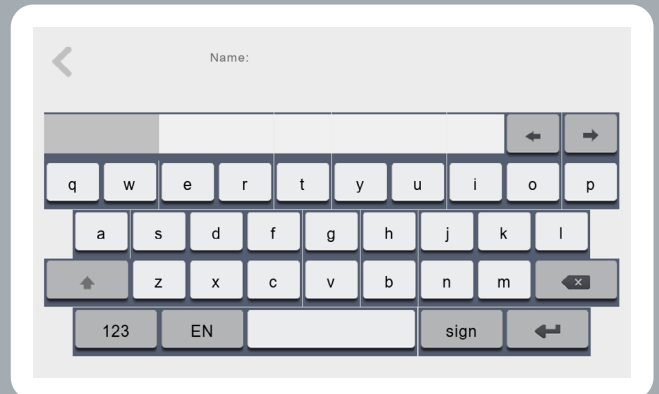 Name:
q w e r t y u i o p
a s d f g h j k l
z x c v b n m
123 EN sign